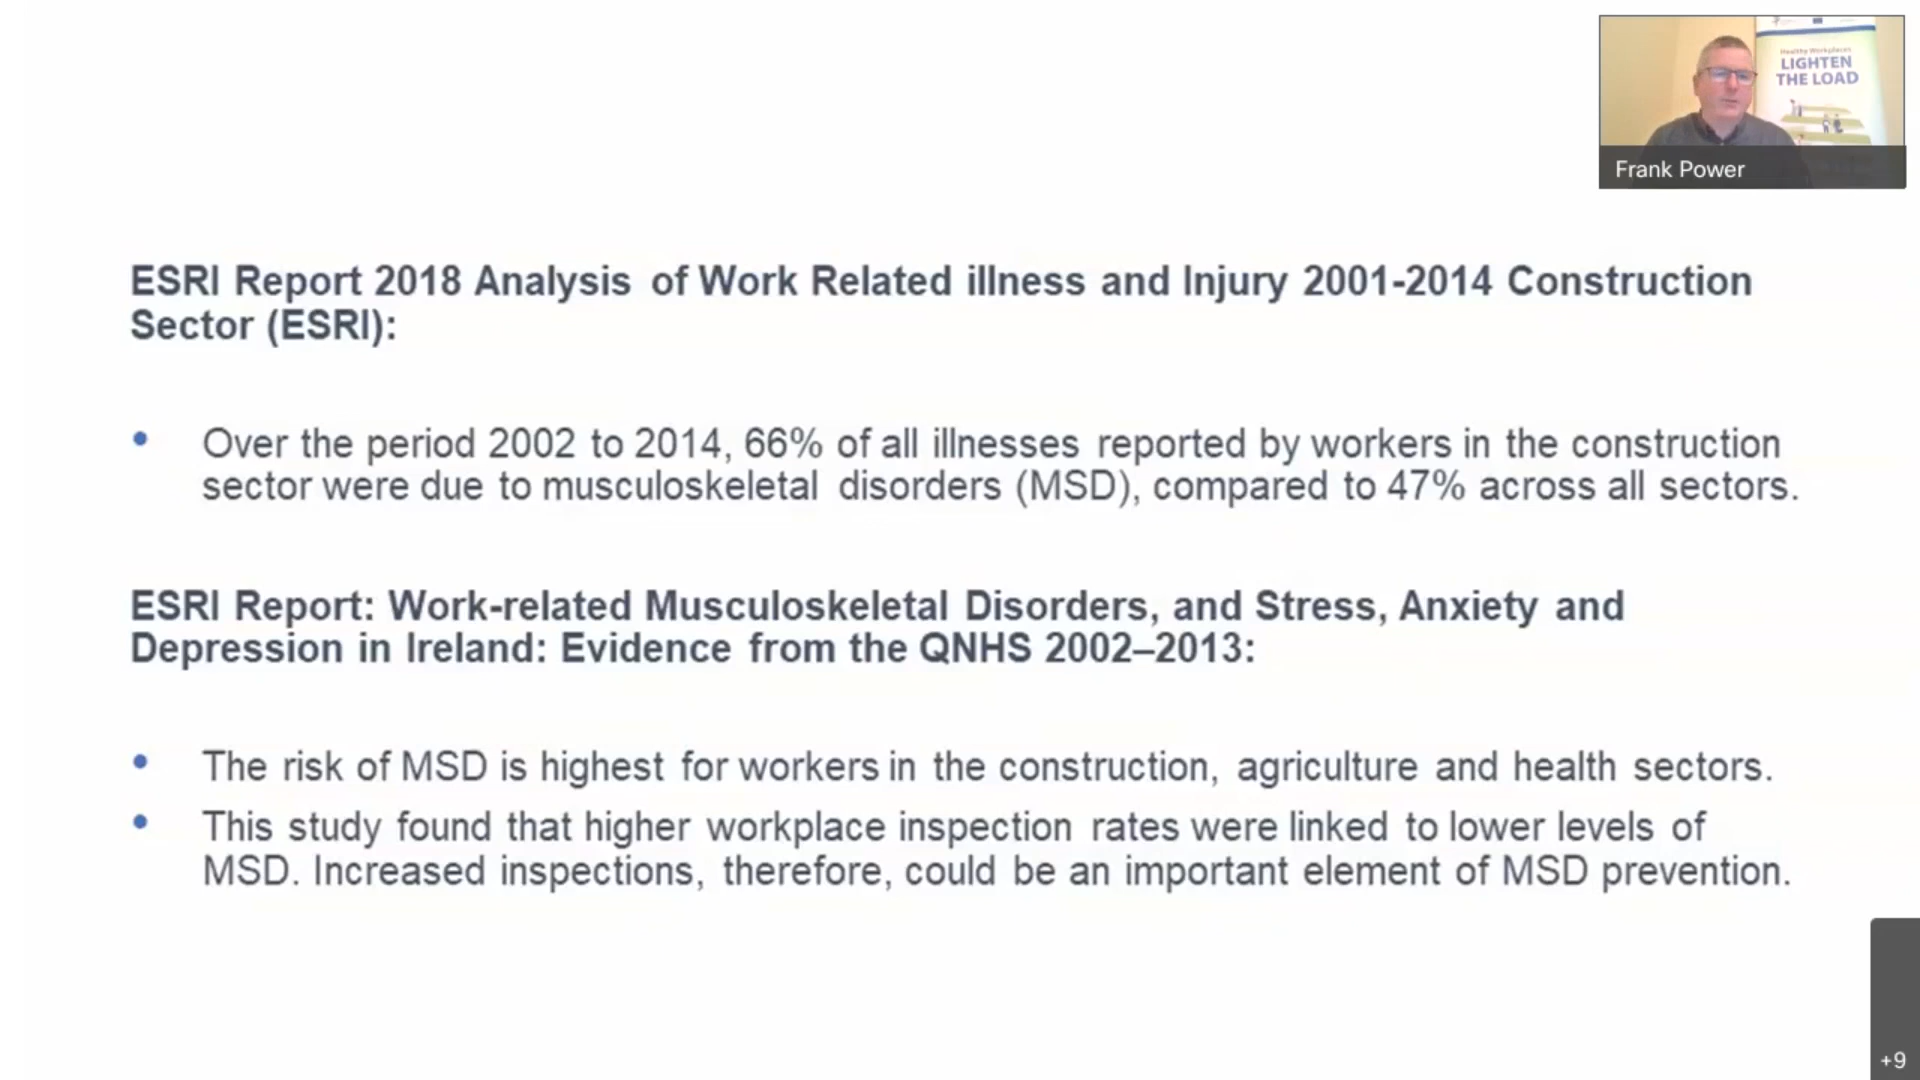 Healthy Workplaces
LIGHTEN
THE LOAD
Frank Power
ESRI Report 2018 Analysis of Work Related illness and Injury 2001-2014 Construction
Sector (ESRI):
• Over the period 2002 to 2014, 66% of all illnesses reported by workers in the construction
sector were due to musculoskeletal disorders (MSD), compared to 47% across all sectors.
ESRI Report: Work-related Musculoskeletal Disorders, and Stress, Anxiety and
Depression in Ireland: Evidence from the QNHS 2002–2013:
• The risk of MSD is highest for workers in the construction, agriculture and health sectors.
• This study found that higher workplace inspection rates were linked to lower levels of
MSD. Increased inspections, therefore, could be an important element of MSD prevention.
+9